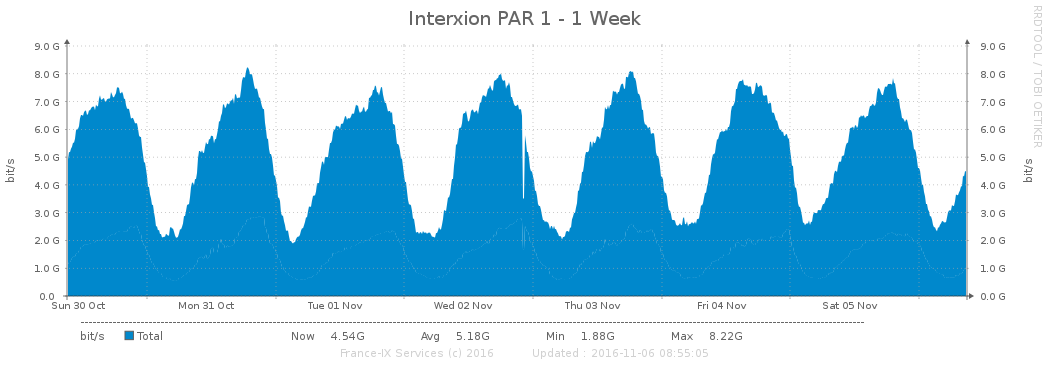 Interxion PAR 1 - 1 Week
RRDTOOL / TOBI OETIKER
bit/s
9.0 G 9.0 G
8.0 G 8.0 G
7.0 G 7.0 G
6.0 G 6.0 G
5.0 G 5.0 G
4.0 G 4.0 G
3.0 G 3.0 G
2.0 G 2.0 G
1.0 G 1.0 G
0.0 0.0 G
bit/s
Sun 30 Oct Mon 31 Oct Tue 01 Nov Wed 02 Nov Thu 03 Nov Fri 04 Nov Sat 05 Nov
bit/s Total Now 4.54G Avg 5.18G Min 1.88G Max 8.22G
France-IX Services (c) 2016 Updated : 2016-11-06 08:55:05